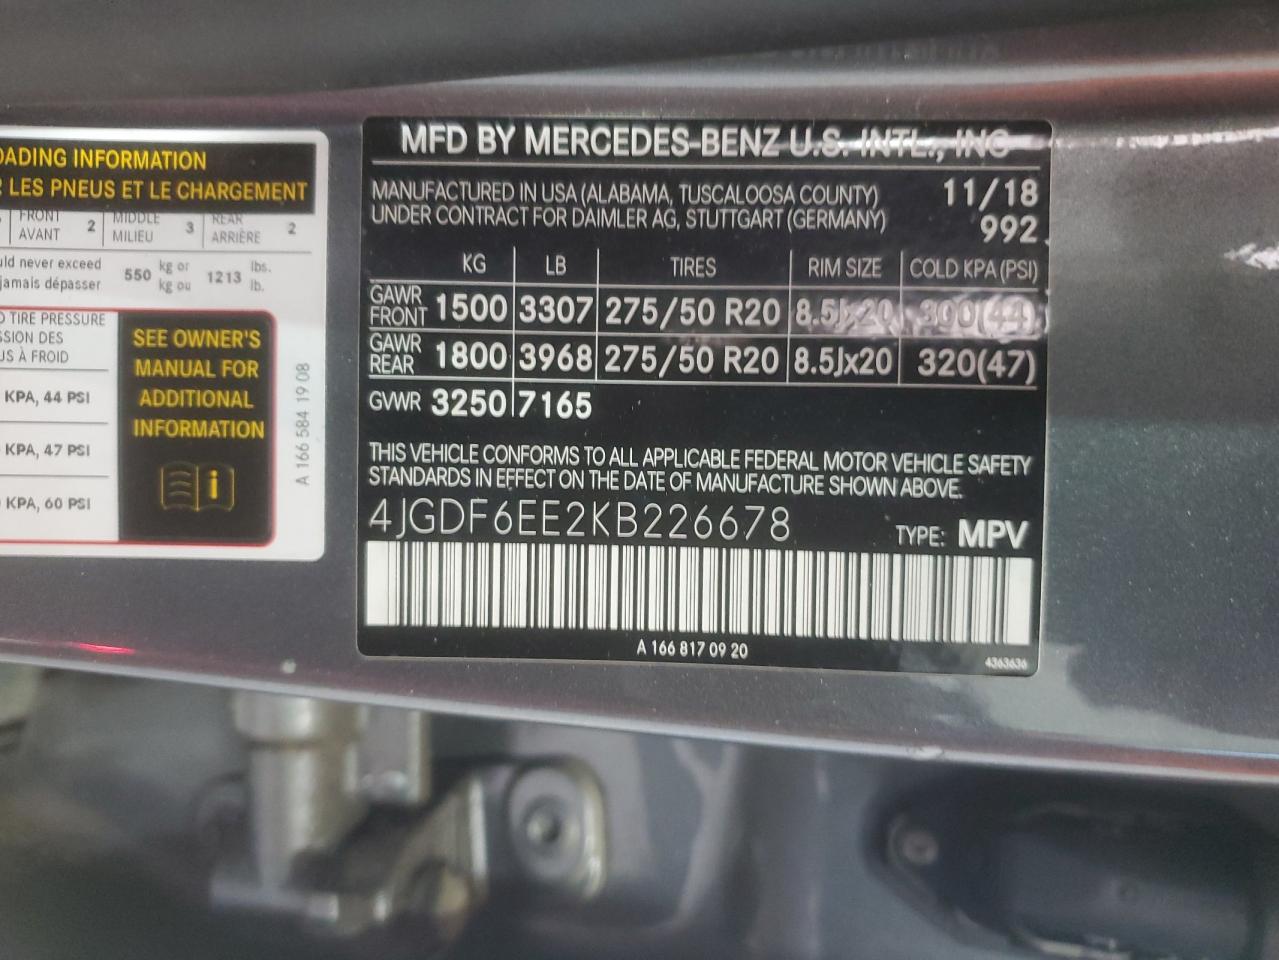 OADING INFORMATION
LES PNEUS ET LE CHARGEMENT
FRONT 2 MIDDLE 3 REAR 2
AVANT MILIEU ARRIÈRE
uld never exceed 550 kg or 1213 lbs.
jamais dépasser kg ou lb.
TIRE PRESSURE
SSION DES
US À FROID
KPA, 44 PSI
KPA, 47 PSI
KPA, 60 PSI
SEE OWNER'S
MANUAL FOR
ADDITIONAL
INFORMATION
i
A 166 584 19 08
MFD BY MERCEDES-BENZ U.S. INTL., INC
MANUFACTURED IN USA (ALABAMA, TUSCALOOSA COUNTY) 11/18
UNDER CONTRACT FOR DAIMLER AG, STUTTGART (GERMANY) 992
KG LB TIRES RIM SIZE COLD KPA (PSI)
GAWR FRONT 1500 3307 275/50 R20 8.5Jx20 300(44)
GAWR REAR 1800 3968 275/50 R20 8.5Jx20 320(47)
GVWR 3250 7165
THIS VEHICLE CONFORMS TO ALL APPLICABLE FEDERAL MOTOR VEHICLE SAFETY
STANDARDS IN EFFECT ON THE DATE OF MANUFACTURE SHOWN ABOVE.
4JGDF6EE2KB226678 TYPE: MPV
A 166 817 09 20
4363636